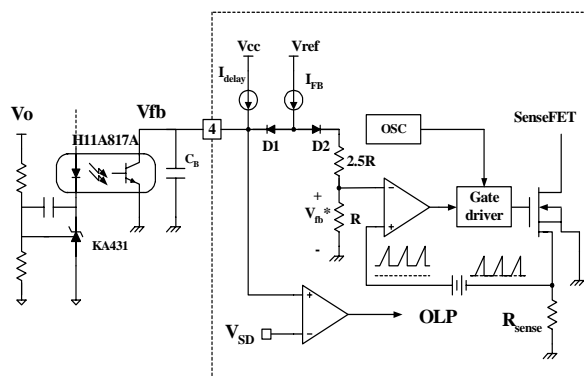 Vcc Vref
I_delay I_FB
Vo Vfb 4
H11A817A
C_B
D1 D2
2.5R
OSC
SenseFET
+
V_fb* R
-
−
+
Gate
driver
KA431
V_SD
+
−
OLP
R_sense